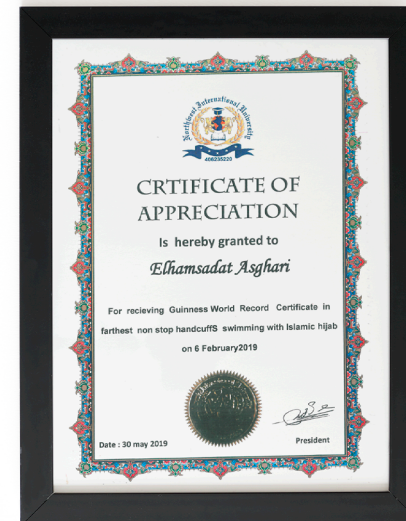 Northwest International University
408235220
CRTIFICATE OF
APPRECIATION
Is hereby granted to
Elhamsadat Asghari
For recieving Guinness World Record Certificate in
farthest non stop handcuffS swimming with Islamic hijab
on 6 February2019
Date : 30 may 2019
President